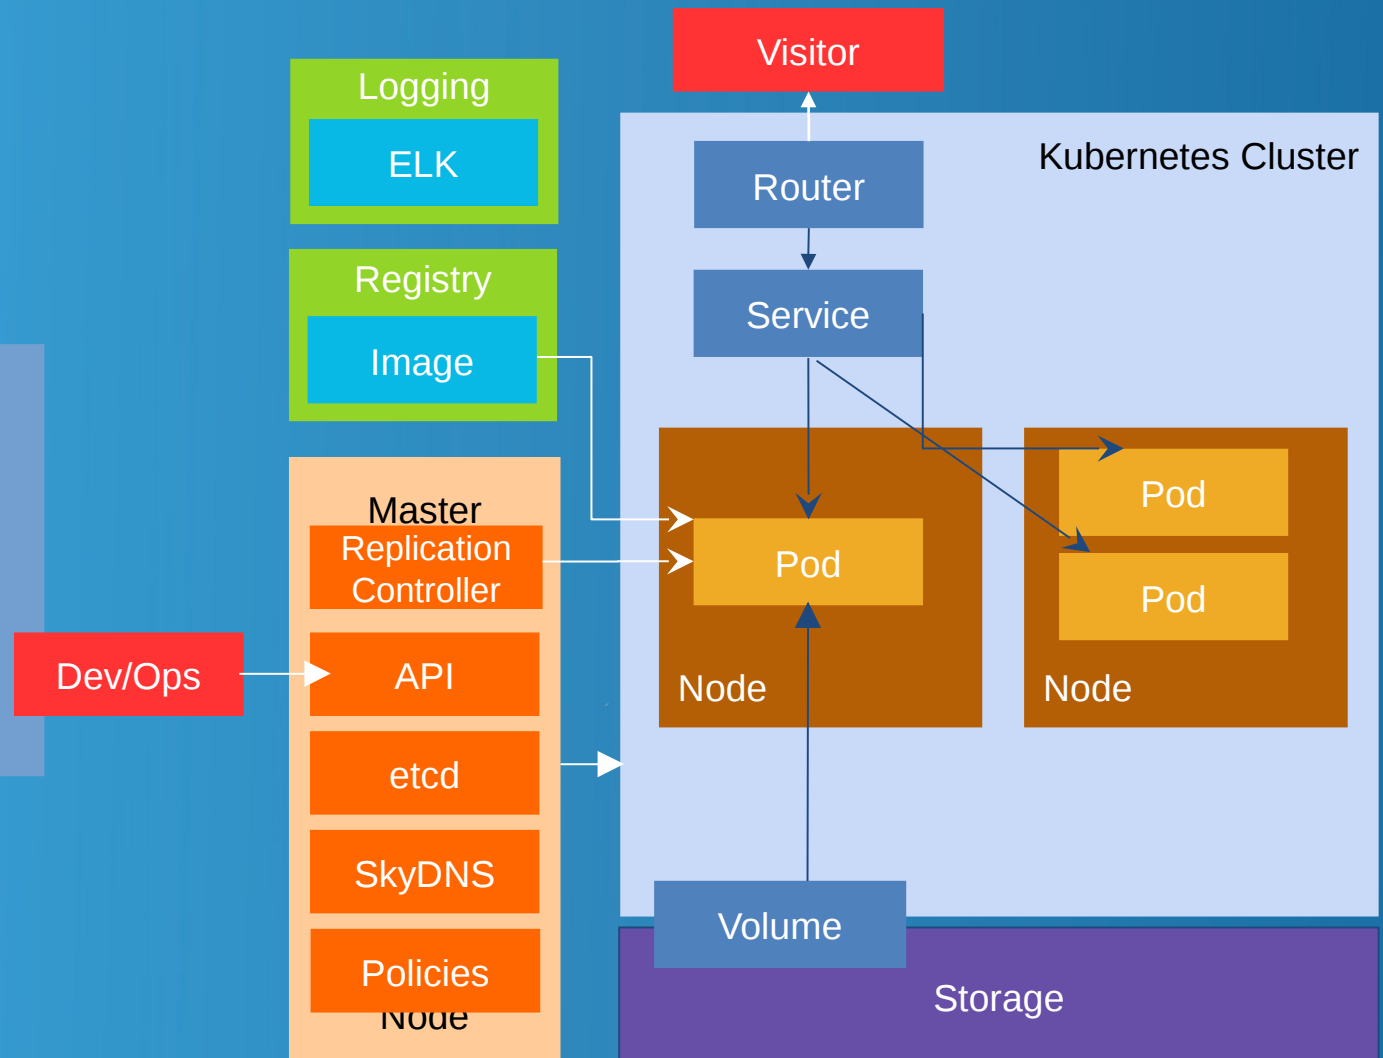 Visitor
Logging
ELK
Kubernetes Cluster
Router
Registry
Image
Service
Master
Replication
Controller
Pod
Pod
Pod
Dev/Ops
API
Node
Node
etcd
SkyDNS
Volume
Policies
Storage
Node